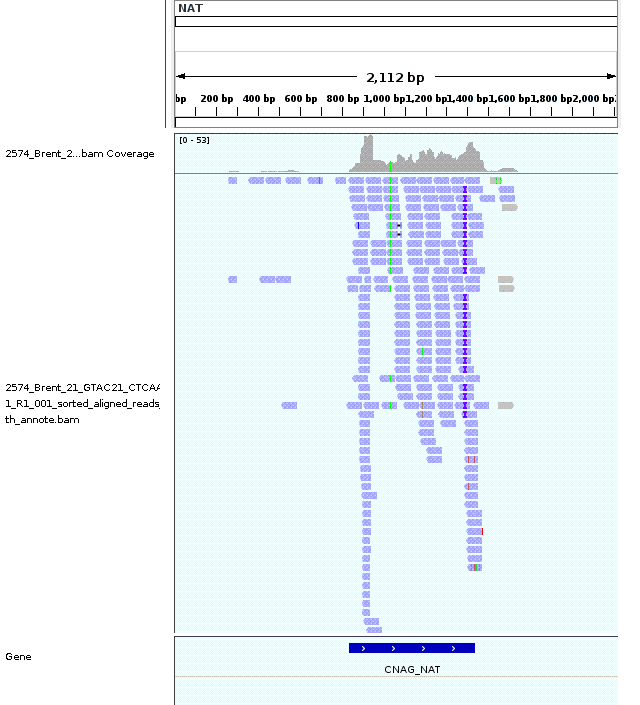 NAT
2,112 bp
bp 200 bp 400 bp 600 bp 800 bp 1,000 bp 1,200 bp 1,400 bp 1,600 bp 1,800 bp 2,000 bp
[0 - 53]
2574_Brent_2...bam Coverage
2574_Brent_21_GTAC21_CTCAA
1_R1_001_sorted_aligned_reads_
th_annote.bam
Gene
CNAG_NAT